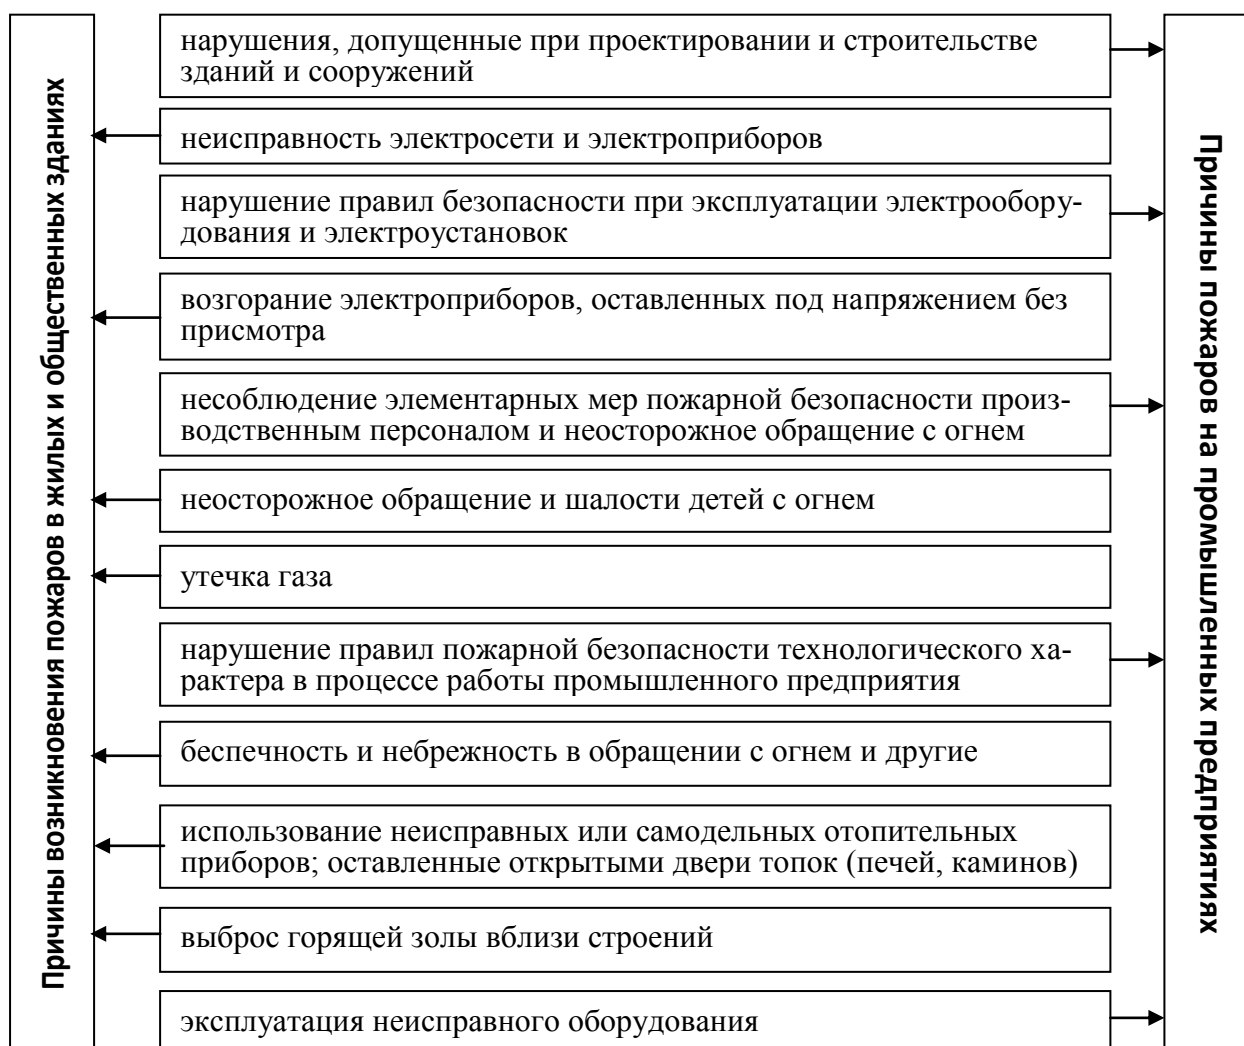 Причины возникновения пожаров в жилых и общественных зданиях
нарушения, допущенные при проектировании и строительстве
зданий и сооружений
неисправность электросети и электроприборов
нарушение правил безопасности при эксплуатации электрообору-
дования и электроустановок
возгорание электроприборов, оставленных под напряжением без
присмотра
несоблюдение элементарных мер пожарной безопасности произ-
водственным персоналом и неосторожное обращение с огнем
неосторожное обращение и шалости детей с огнем
утечка газа
нарушение правил пожарной безопасности технологического ха-
рактера в процессе работы промышленного предприятия
беспечность и небрежность в обращении с огнем и другие
использование неисправных или самодельных отопительных
приборов; оставленные открытыми двери топок (печей, каминов)
выброс горящей золы вблизи строений
эксплуатация неисправного оборудования
Причины пожаров на промышленных предприятиях